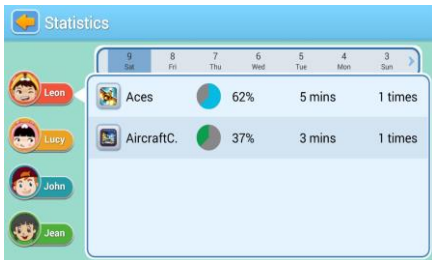 Statistics
9 8 7 6 5 4 3
Sat Fri Thu Wed Tue Mon Sun
Leon
Aces 62% 5 mins 1 times
Lucy
AircraftC. 37% 3 mins 1 times
John
Jean